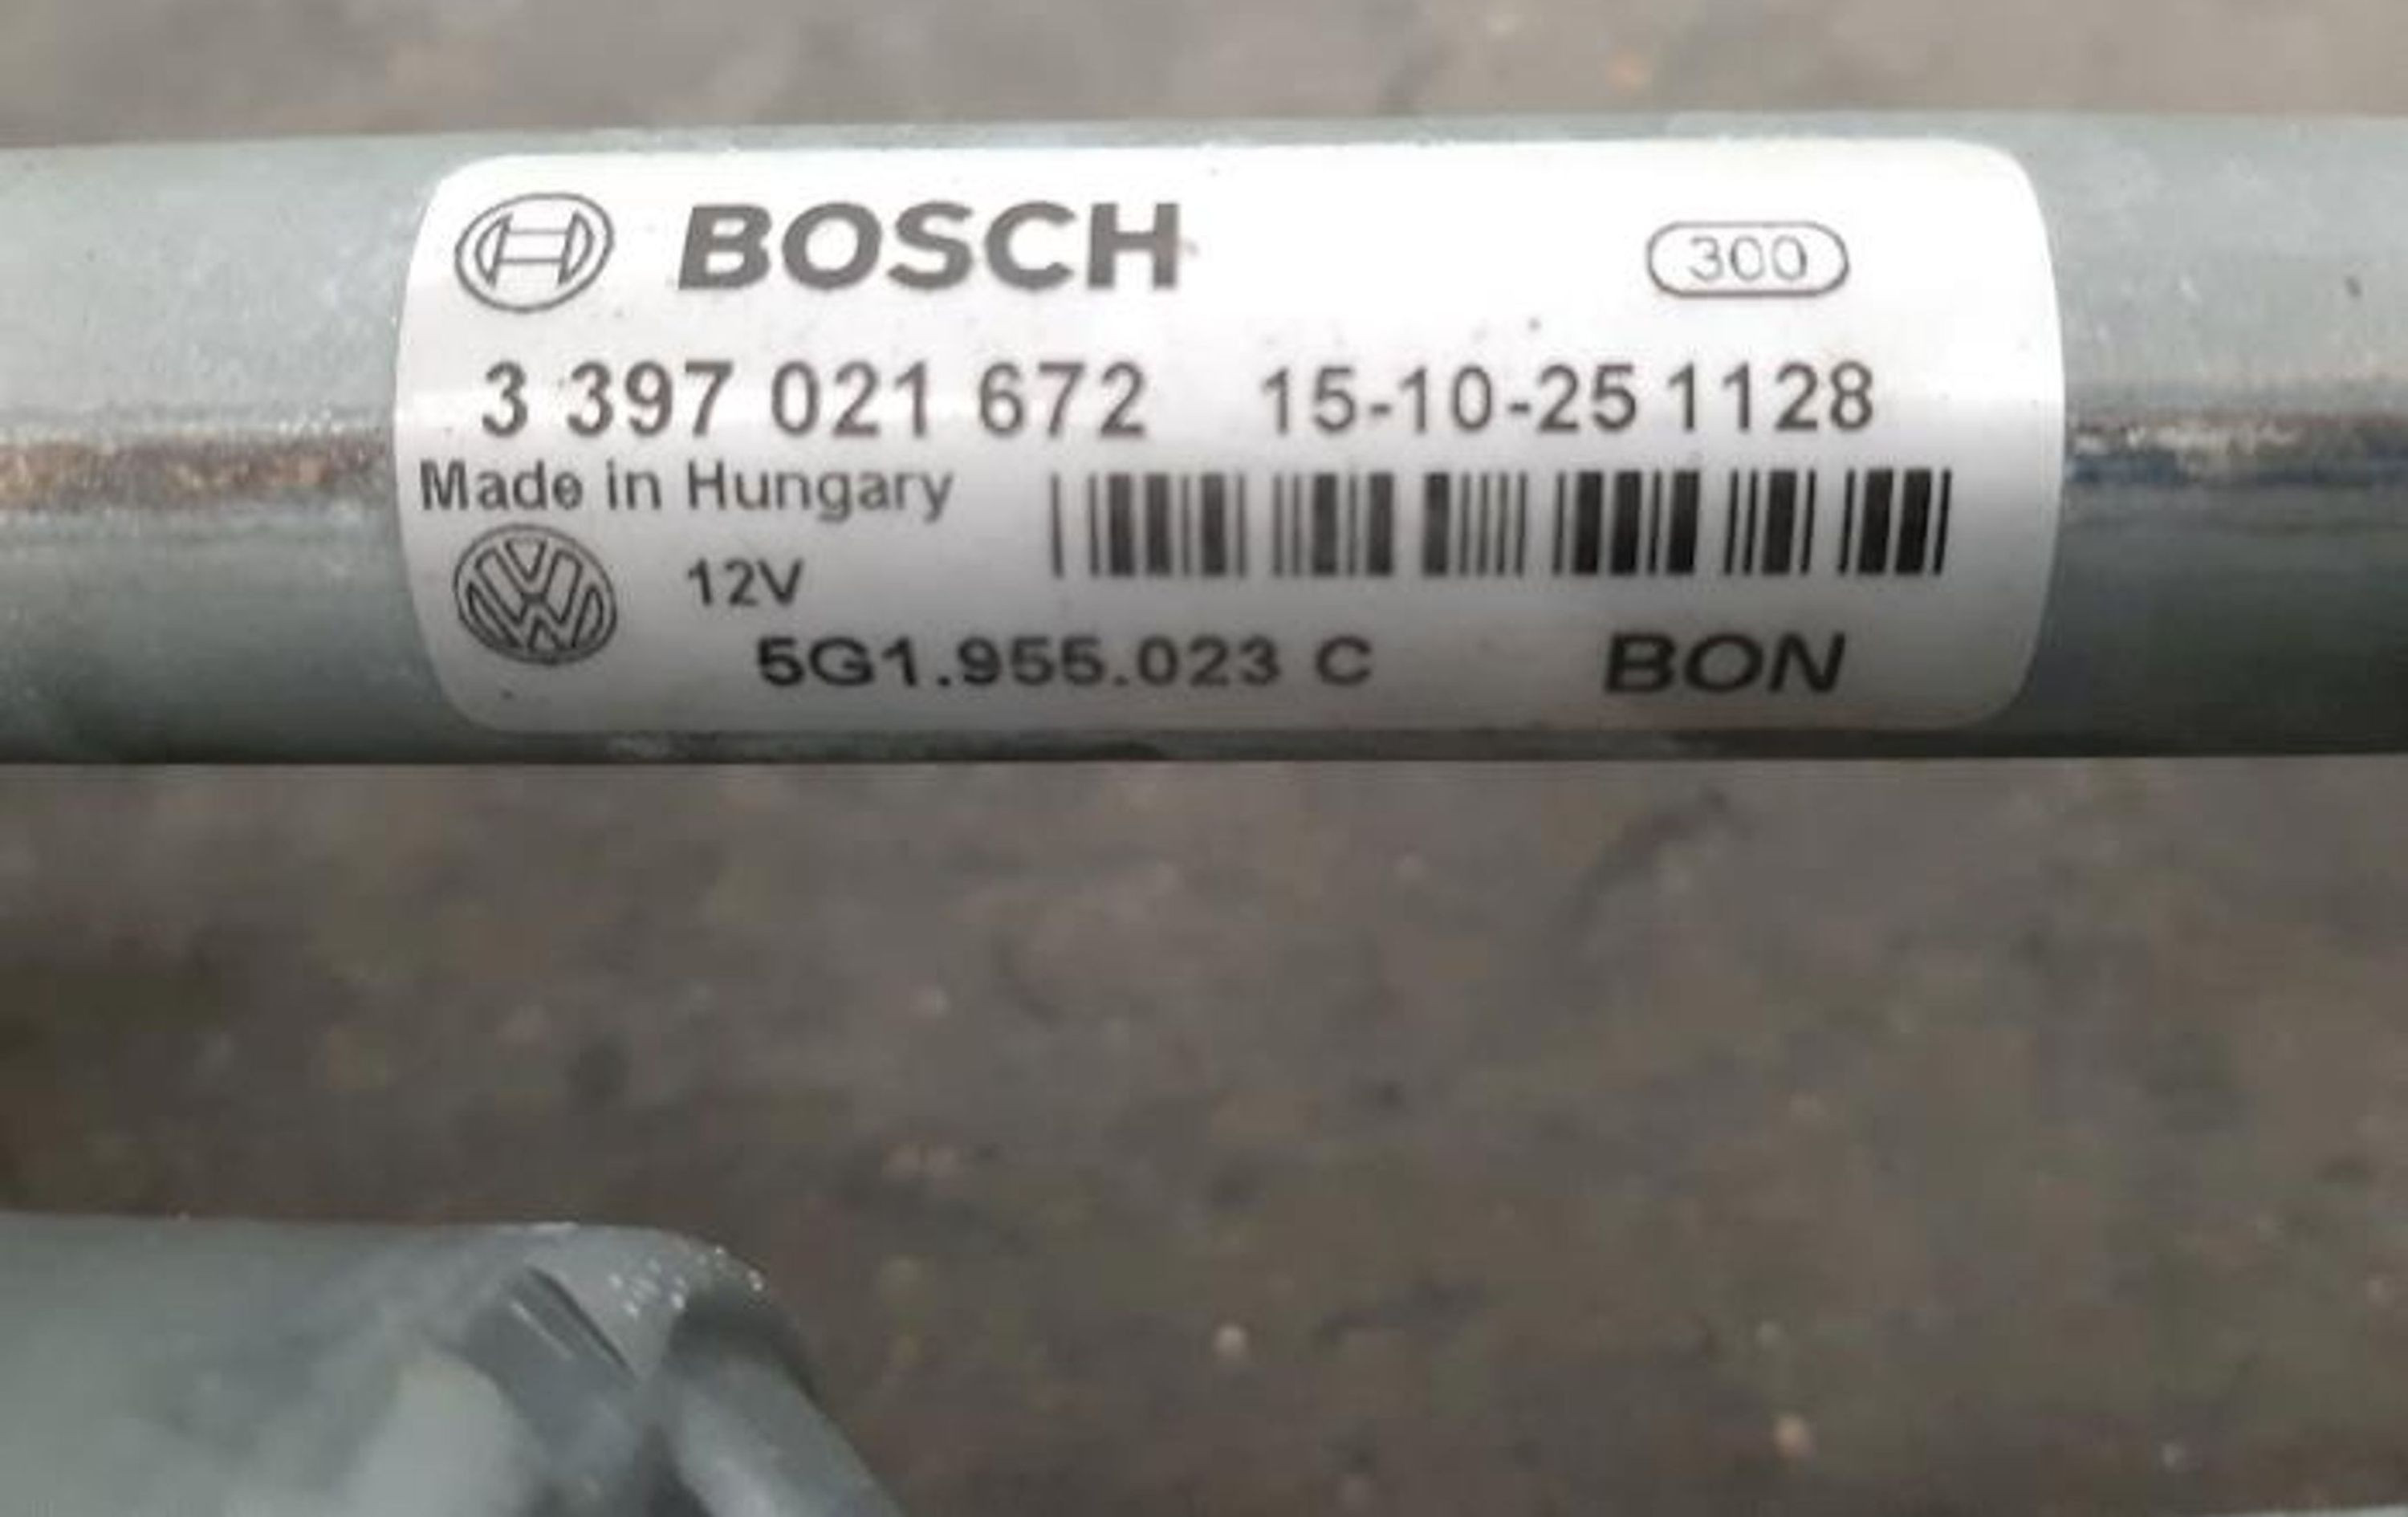 BOSCH 300
3 397 021 672 15-10-25 1128
Made in Hungary
12V
5G1.955.023 C BON